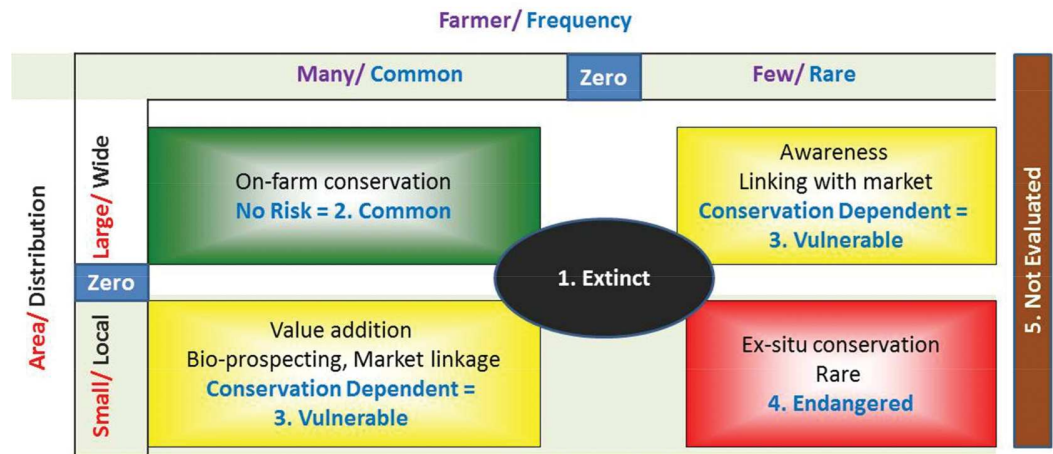 Farmer/ Frequency
Many/ Common
Zero
Few/ Rare
Area/ Distribution
Large/ Wide
On-farm conservation
No Risk = 2. Common
Awareness
Linking with market
Conservation Dependent =
3. Vulnerable
Zero
1. Extinct
Small/ Local
Value addition
Bio-prospecting, Market linkage
Conservation Dependent =
3. Vulnerable
Ex-situ conservation
Rare
4. Endangered
5. Not Evaluated